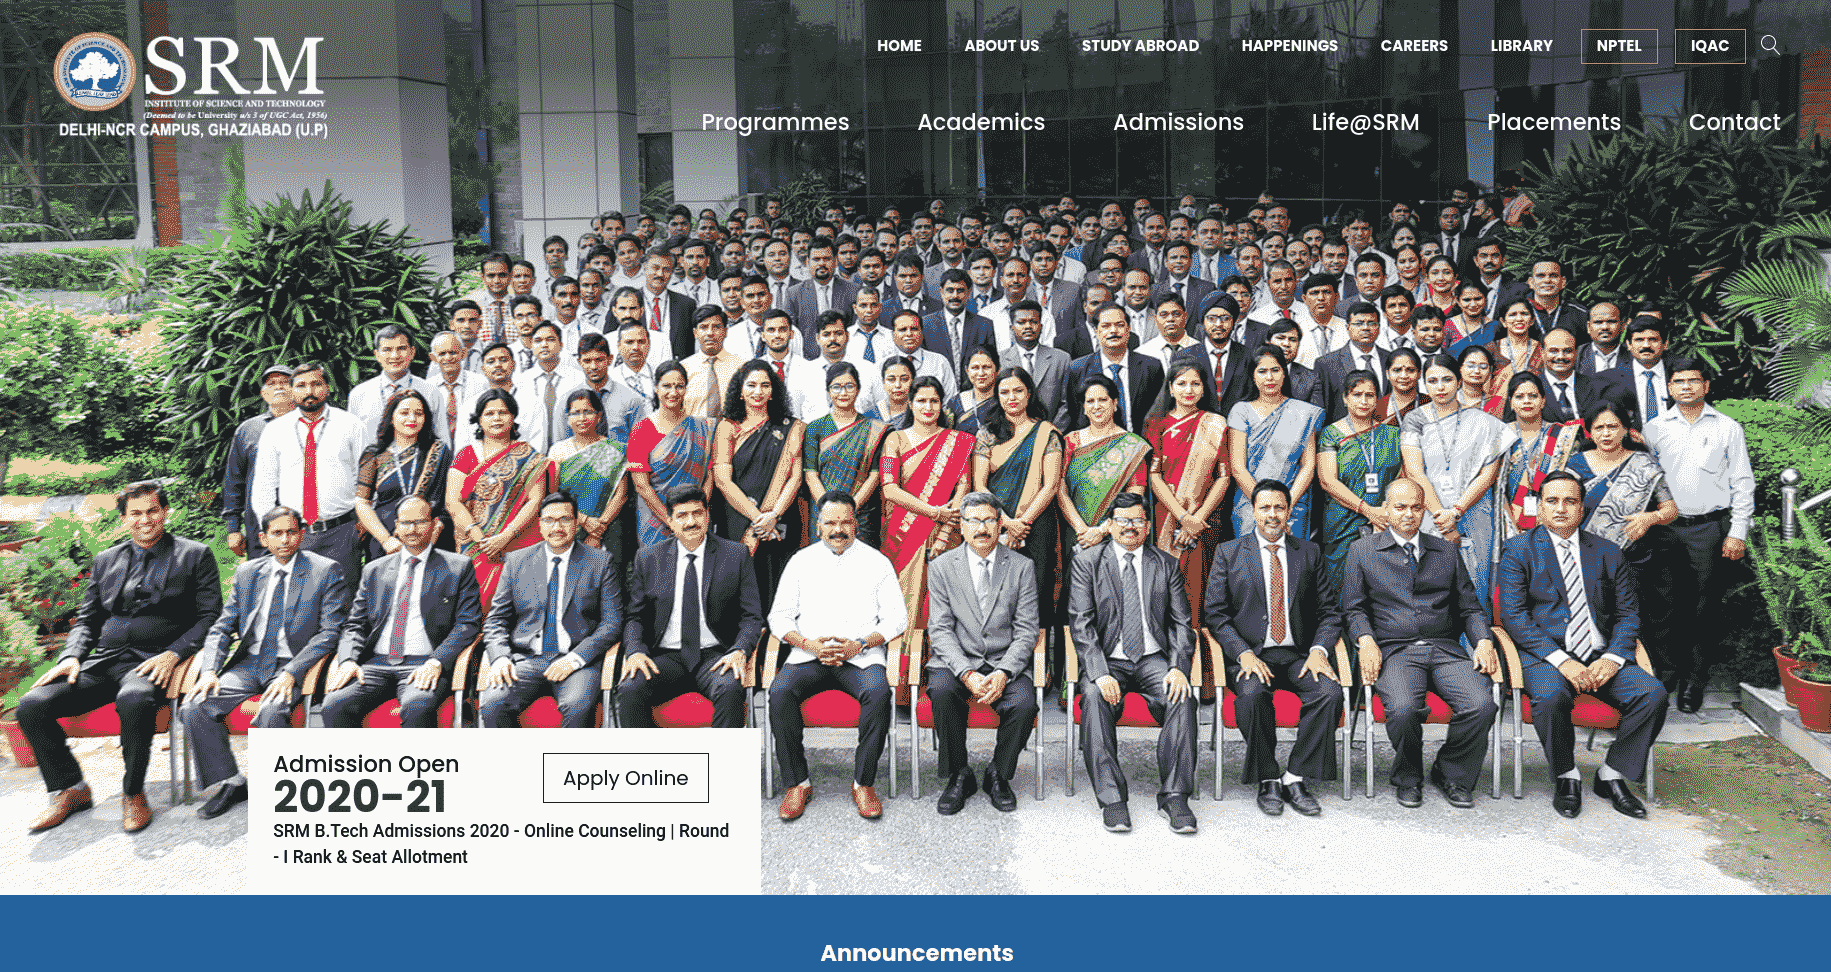 SRM
INSTITUTE OF SCIENCE AND TECHNOLOGY
(Deemed to be University u/s 3 of UGC Act, 1956)
DELHI-NCR CAMPUS, GHAZIABAD (U.P)
HOME
ABOUT US
STUDY ABROAD
HAPPENINGS
CAREERS
LIBRARY
NPTEL
IQAC
Programmes
Academics
Admissions
Life@SRM
Placements
Contact
Admission Open
2020-21
Apply Online
SRM B.Tech Admissions 2020 - Online Counseling | Round
- I Rank & Seat Allotment
Announcements